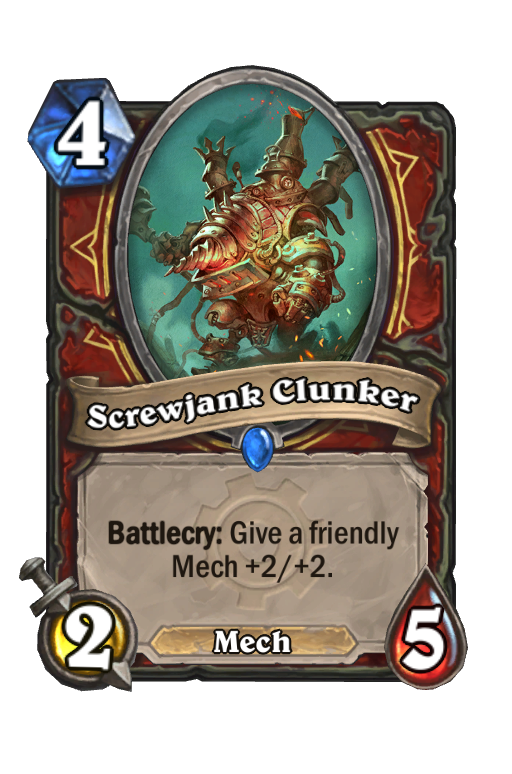 4
Screwjank Clunker
Battlecry: Give a friendly
Mech +2/+2.
2
Mech
5